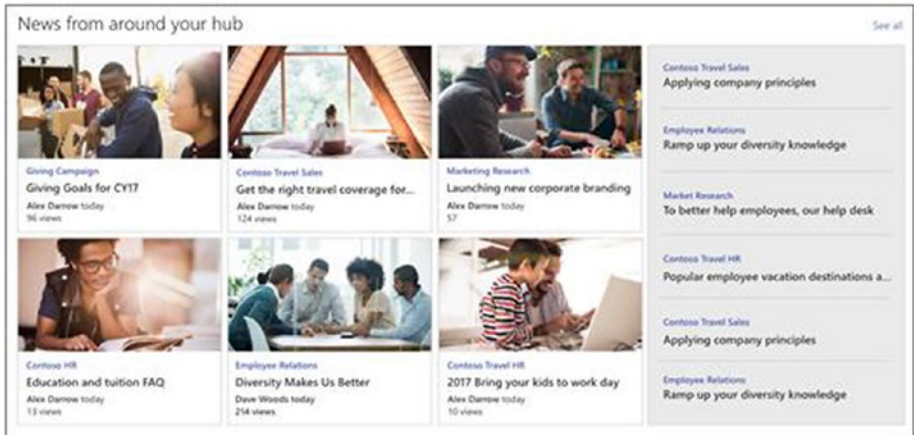 News from around your hub
See all
Giving Campaign
Giving Goals for CY17
Alex Darrow today
96 views
Contoso Travel Sales
Get the right travel coverage for...
Alex Darrow today
124 views
Marketing Research
Launching new corporate branding
Alex Darrow today
57
Contoso HR
Education and tuition FAQ
Alex Darrow today
13 views
Employee Relations
Diversity Makes Us Better
Dave Woods today
214 views
Contoso Travel HR
2017 Bring your kids to work day
Alex Darrow today
10 views
Contoso Travel Sales
Applying company principles
Employee Relations
Ramp up your diversity knowledge
Market Research
To better help employees, our help desk
Contoso Travel HR
Popular employee vacation destinations a...
Contoso Travel Sales
Applying company principles
Employee Relations
Ramp up your diversity knowledge